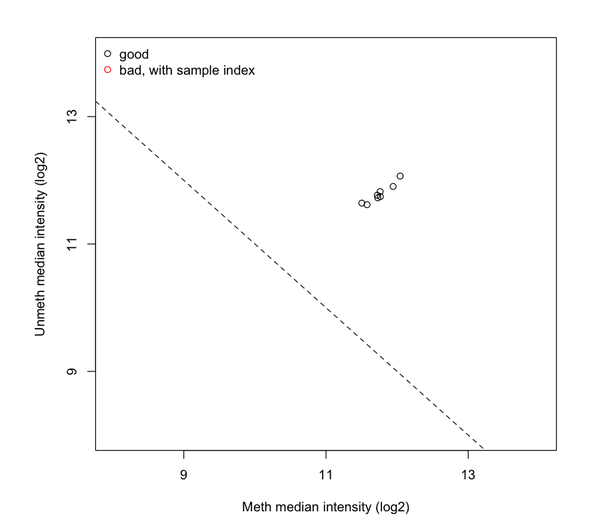 good
bad, with sample index
13
11
9
Unmeth median intensity (log2)
9 11 13
Meth median intensity (log2)